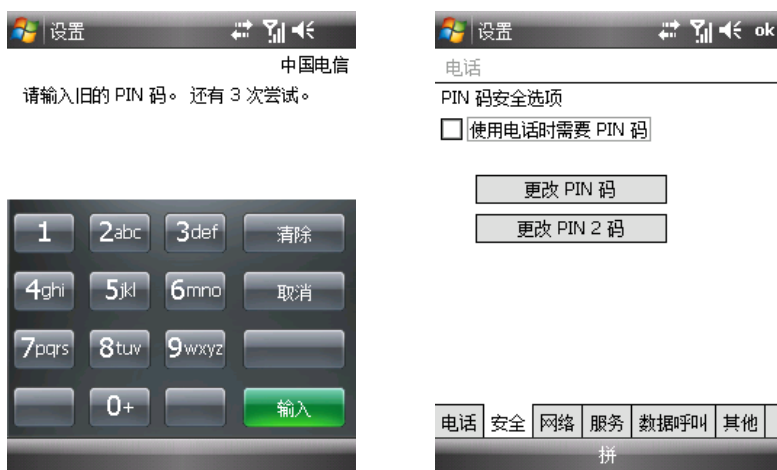 设置
中国电信
请输入旧的 PIN 码。 还有 3 次尝试。
1 2abc 3def 清除
4ghi 5jkl 6mno 取消
7pqrs 8tuv 9wxyz
0+ 输入
设置 ok
电话
PIN 码安全选项
使用电话时需要 PIN 码
更改 PIN 码
更改 PIN 2 码
电话 安全 网络 服务 数据呼叫 其他
拼